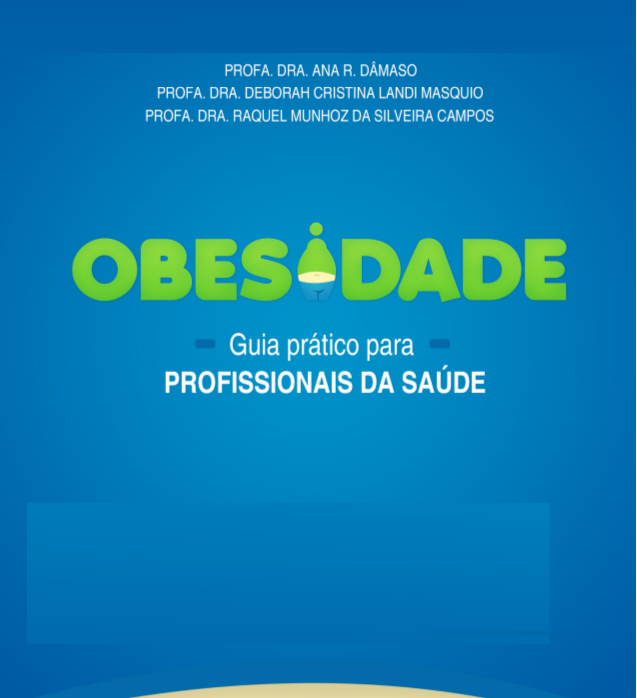 PROFA. DRA. ANA R. DÂMASO
PROFA. DRA. DEBORAH CRISTINA LANDI MASQUIO
PROFA. DRA. RAQUEL MUNHOZ DA SILVEIRA CAMPOS
OBESIDADE
Guia prático para
PROFISSIONAIS DA SAÚDE